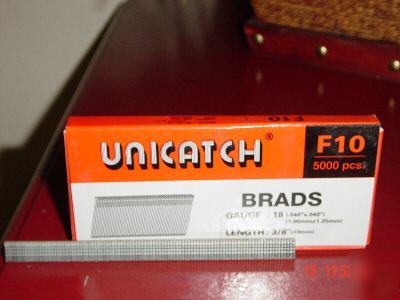 UNICATCH®
F10
5000 pcs
BRADS
GAUGE : 18 (.040"x.049")
(1.00mmx1.25mm)
LENGTH: 3/8" (10mm)